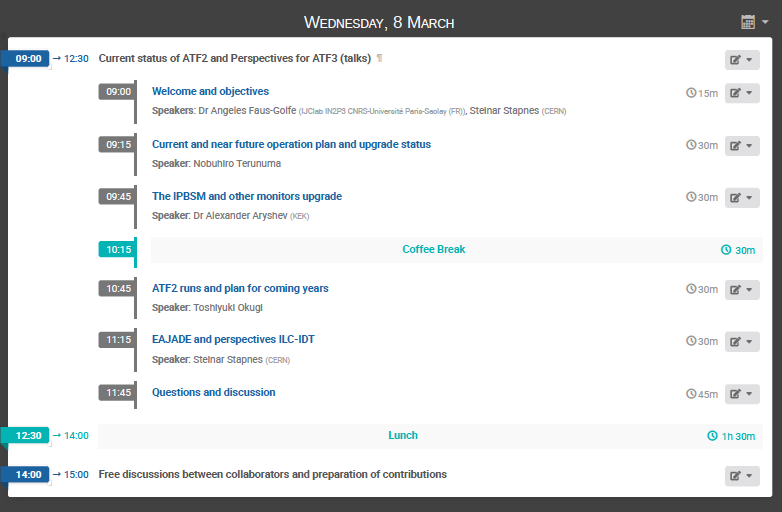 Wednesday, 8 March
09:00 → 12:30 Current status of ATF2 and Perspectives for ATF3 (talks) ¶
09:00 Welcome and objectives 15m
Speakers: Dr Angeles Faus-Golfe (IJClab IN2P3 CNRS-Université Paris-Saclay (FR)), Steinar Stapnes (CERN)
09:15 Current and near future operation plan and upgrade status 30m
Speaker: Nobuhiro Terunuma
09:45 The IPBSM and other monitors upgrade 30m
Speaker: Dr Alexander Aryshev (KEK)
10:15 Coffee Break 30m
10:45 ATF2 runs and plan for coming years 30m
Speaker: Toshiyuki Okugi
11:15 EAJADE and perspectives ILC-IDT 30m
Speaker: Steinar Stapnes (CERN)
11:45 Questions and discussion 45m
12:30 → 14:00 Lunch 1h 30m
14:00 → 15:00 Free discussions between collaborators and preparation of contributions